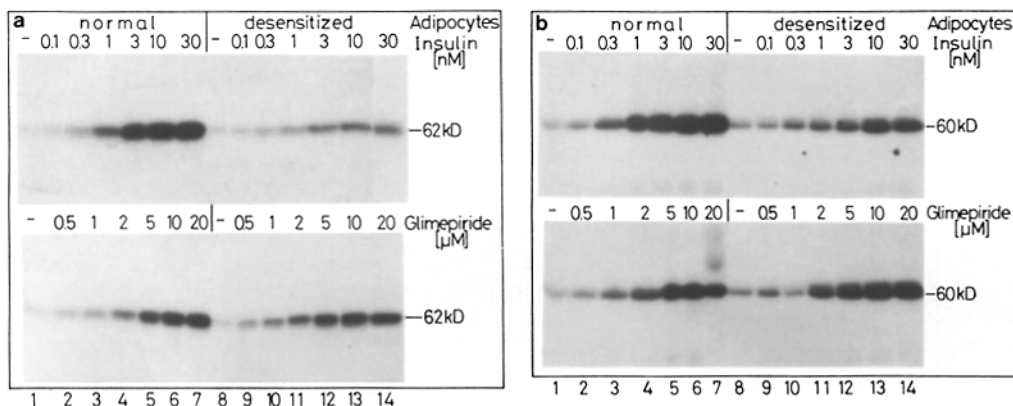 a normal desensitized Adipocytes
- 0.1 0.3 1 3 10 30 - 0.1 0.3 1 3 10 30 Insulin
[nM]
-62kD
- 0.5 1 2 5 10 20 - 0.5 1 2 5 10 20 Glimepiride
[µM]
-62kD
1 2 3 4 5 6 7 8 9 10 11 12 13 14
b normal desensitized Adipocytes
- 0.1 0.3 1 3 10 30 - 0.1 0.3 1 3 10 30 Insulin
[nM]
-60kD
- 0.5 1 2 5 10 20 - 0.5 1 2 5 10 20 Glimepiride
[µM]
-60kD
1 2 3 4 5 6 7 8 9 10 11 12 13 14